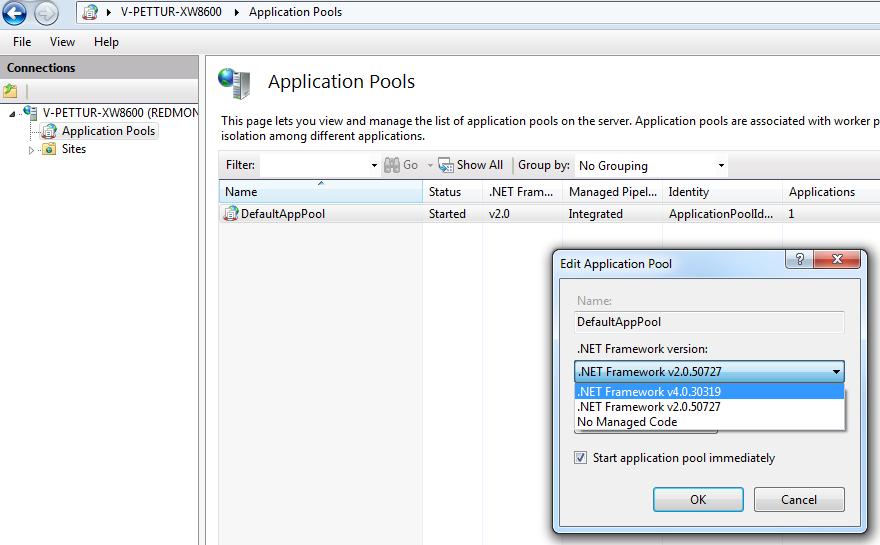 V-PETTUR-XW8600 Application Pools
File View Help
Connections
V-PETTUR-XW8600 (REDMON
Application Pools
Sites
Application Pools
This page lets you view and manage the list of application pools on the server. Application pools are associated with worker p
isolation among different applications.
Filter: Go Show All Group by: No Grouping
Name Status .NET Fram... Managed Pipel... Identity Applications
DefaultAppPool Started v2.0 Integrated ApplicationPoolId... 1
Edit Application Pool ?
Name:
DefaultAppPool
.NET Framework version:
.NET Framework v2.0.50727
.NET Framework v4.0.30319
.NET Framework v2.0.50727
No Managed Code
Start application pool immediately
OK Cancel